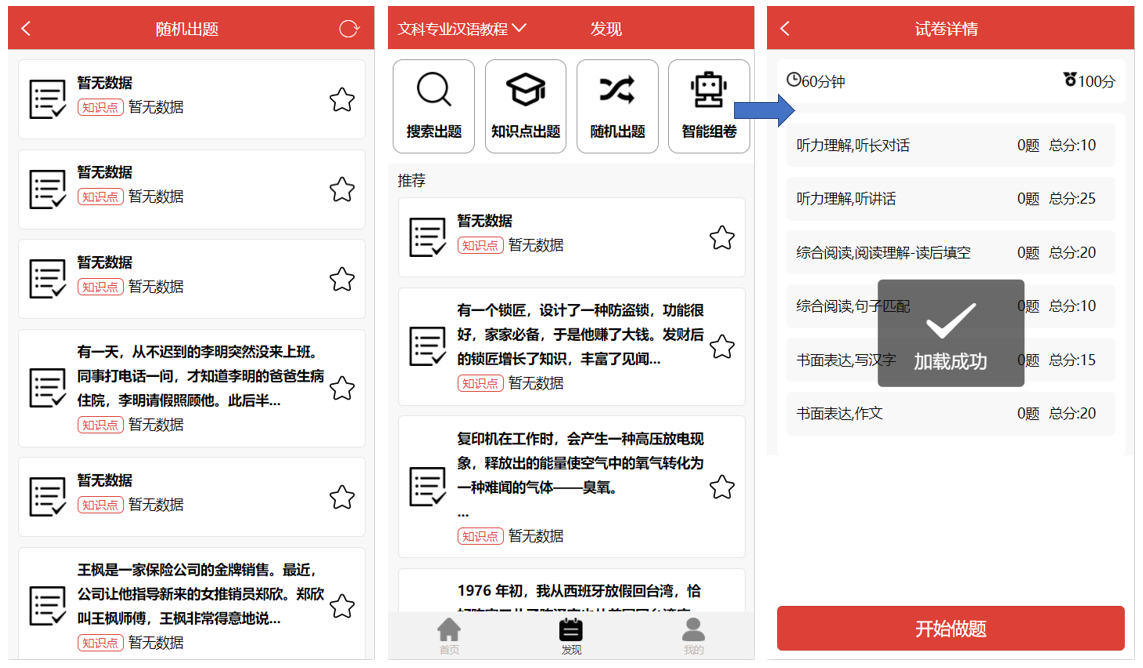 随机出题
暂无数据
知识点 暂无数据
暂无数据
知识点 暂无数据
暂无数据
知识点 暂无数据
有一天，从不迟到的李明突然没来上班。
同事打电话一问，才知道李明的爸爸生病
住院，李明请假照顾他。此后半...
知识点 暂无数据
暂无数据
知识点 暂无数据
王枫是一家保险公司的金牌销售。最近，
公司让他指导新来的女推销员郑欣。郑欣
叫王枫师傅，王枫非常得意地说...
知识点 暂无数据
文科专业汉语教程 发现
搜索出题 知识点出题 随机出题 智能组卷
推荐
暂无数据
知识点 暂无数据
有一个锁匠，设计了一种防盗锁，功能很
好，家家必备，于是他赚了大钱。发财后
的锁匠增长了知识，丰富了见闻...
知识点 暂无数据
复印机在工作时，会产生一种高压放电现
象，释放出的能量使空气中的氧气转化为
一种难闻的气体——臭氧。
...
知识点 暂无数据
1976 年初，我从西班牙放假回台湾，恰
首页 发现 我的
试卷详情
60分钟 100分
听力理解,听长对话 0题 总分:10
听力理解,听讲话 0题 总分:25
综合阅读,阅读理解-读后填空 0题 总分:20
综合阅读,句子匹配 0题 总分:10
书面表达,写汉字 0题 总分:15
加载成功
书面表达,作文 0题 总分:20
开始做题